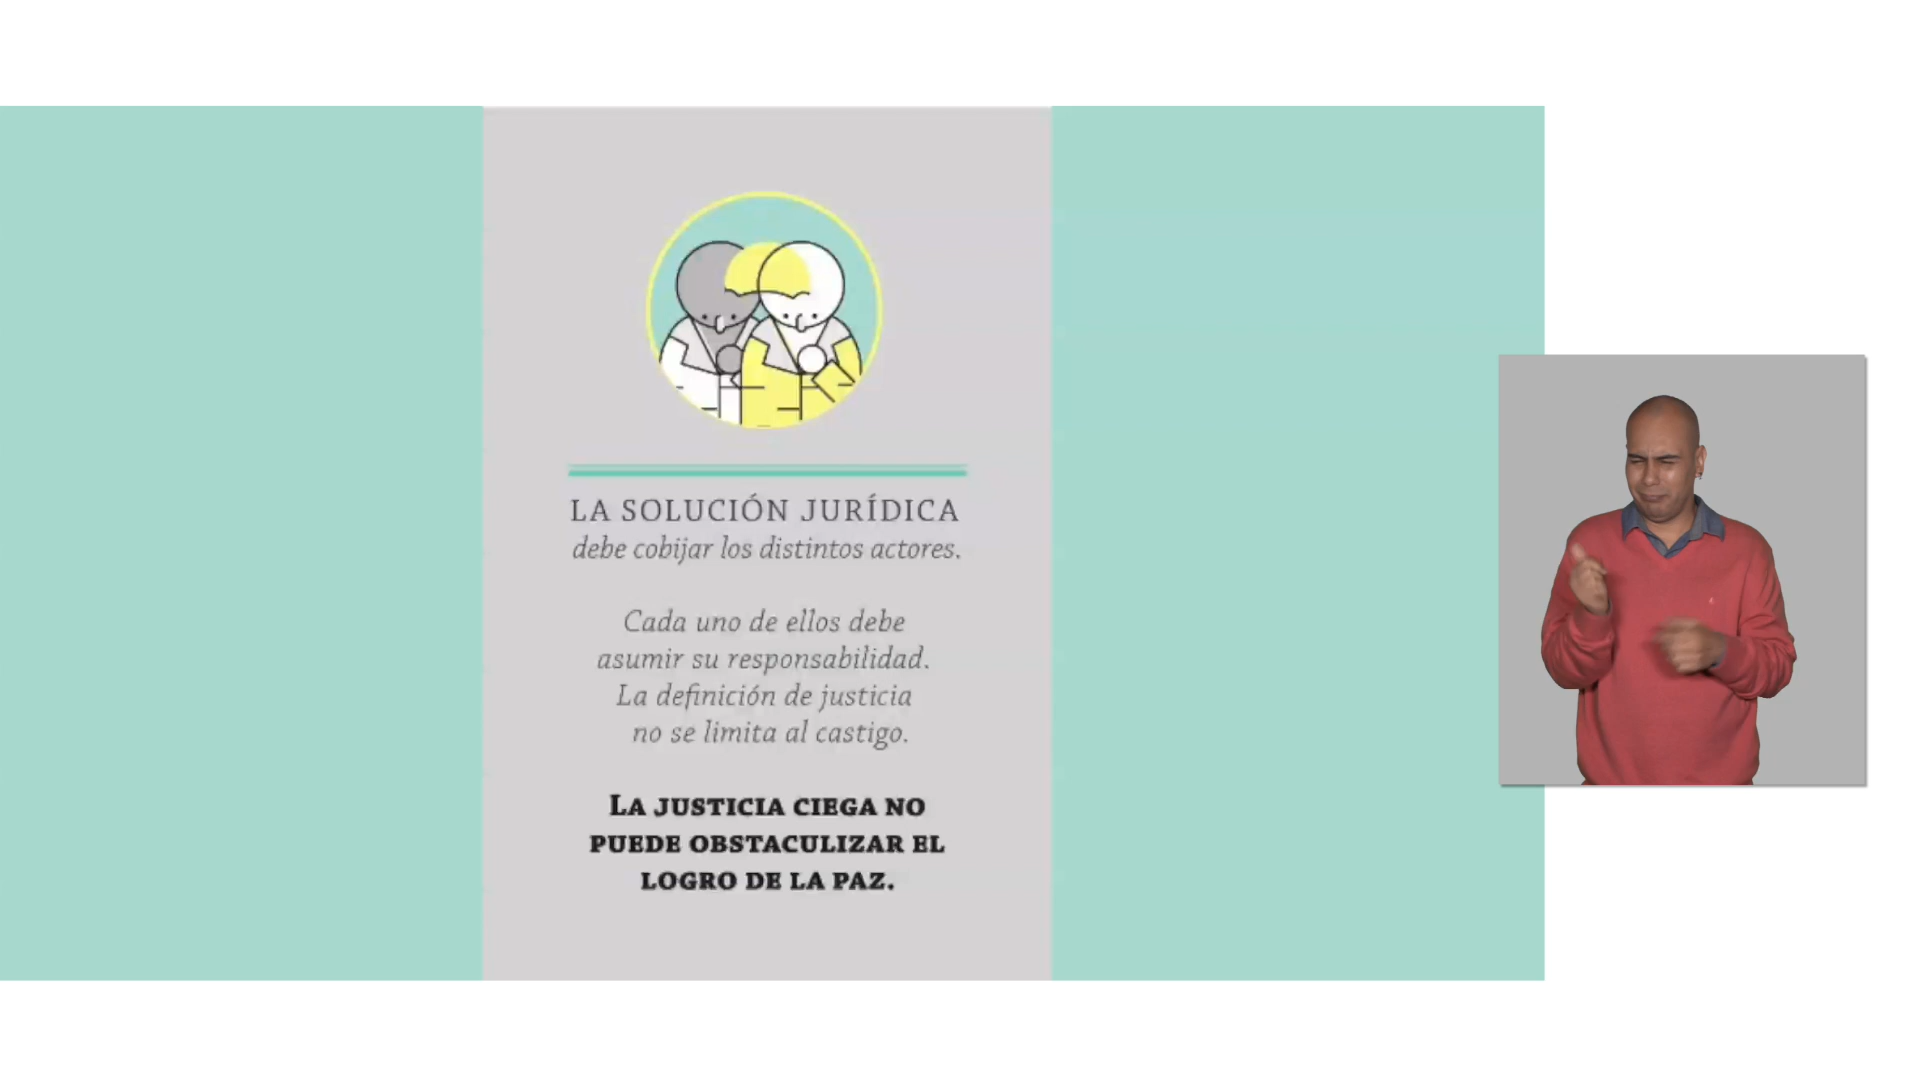 LA SOLUCIÓN JURÍDICA
debe cobijar los distintos actores.
Cada uno de ellos debe
asumir su responsabilidad.
La definición de justicia
no se limita al castigo.
LA JUSTICIA CIEGA NO
PUEDE OBSTACULIZAR EL
LOGRO DE LA PAZ.